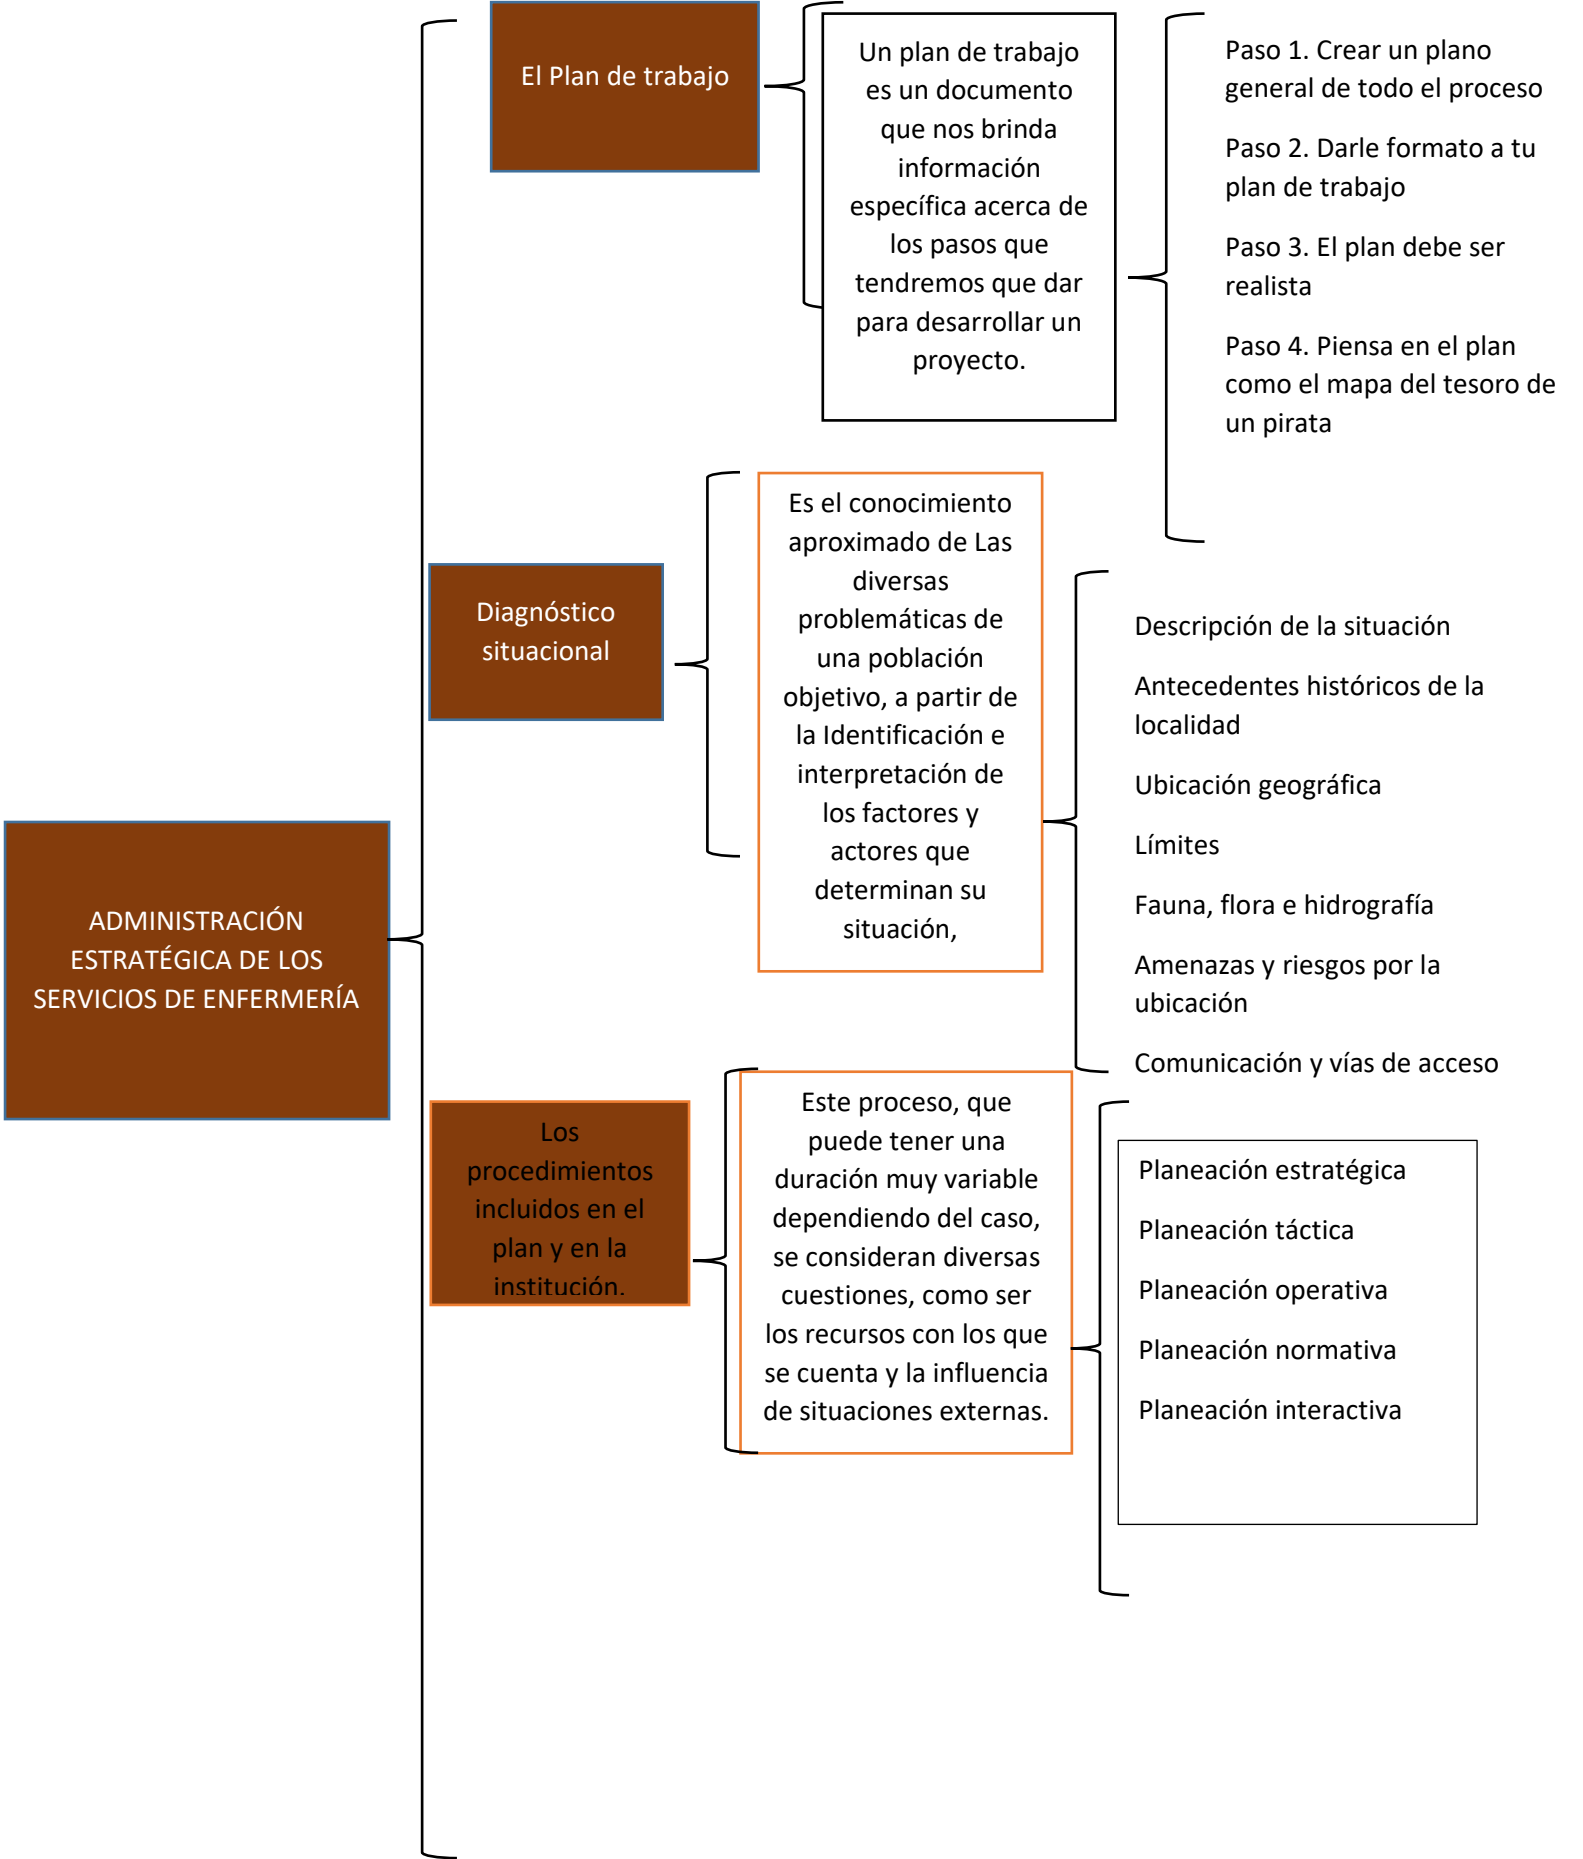 El Plan de trabajo
Un plan de trabajo
es un documento
que nos brinda
información
específica acerca de
los pasos que
tendremos que dar
para desarrollar un
proyecto.
Paso 1. Crear un plano
general de todo el proceso
Paso 2. Darle formato a tu
plan de trabajo
Paso 3. El plan debe ser
realista
Paso 4. Piensa en el plan
como el mapa del tesoro de
un pirata
Diagnóstico
situacional
Es el conocimiento
aproximado de Las
diversas
problemáticas de
una población
objetivo, a partir de
la Identificación e
interpretación de
los factores y
actores que
determinan su
situación,
Descripción de la situación
Antecedentes históricos de la
localidad
Ubicación geográfica
Límites
Fauna, flora e hidrografía
Amenazas y riesgos por la
ubicación
Comunicación y vías de acceso
ADMINISTRACIÓN
ESTRATÉGICA DE LOS
SERVICIOS DE ENFERMERÍA
Los
procedimientos
incluidos en el
plan y en la
institución.
Este proceso, que
puede tener una
duración muy variable
dependiendo del caso,
se consideran diversas
cuestiones, como ser
los recursos con los que
se cuenta y la influencia
de situaciones externas.
Planeación estratégica
Planeación táctica
Planeación operativa
Planeación normativa
Planeación interactiva